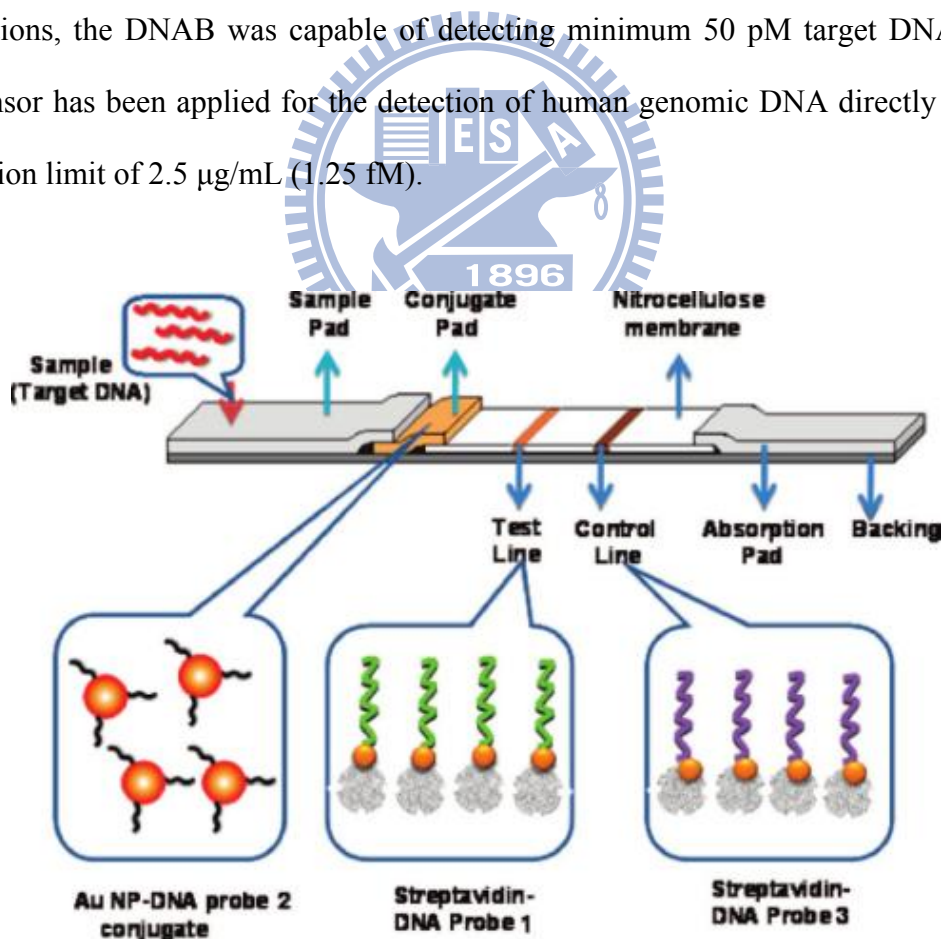 ions, the DNAB was capable of detecting minimum 50 pM target DNA
nsor has been applied for the detection of human genomic DNA directly
ion limit of 2.5 μg/mL (1.25 fM).
ES A
1896
Sample Pad
Conjugate Pad
Nitrocellulose membrane
Sample (Target DNA)
Test Line
Control Line
Absorption Pad
Backing
Au NP-DNA probe 2 conjugate
Streptavidin-DNA Probe 1
Streptavidin-DNA Probe 3